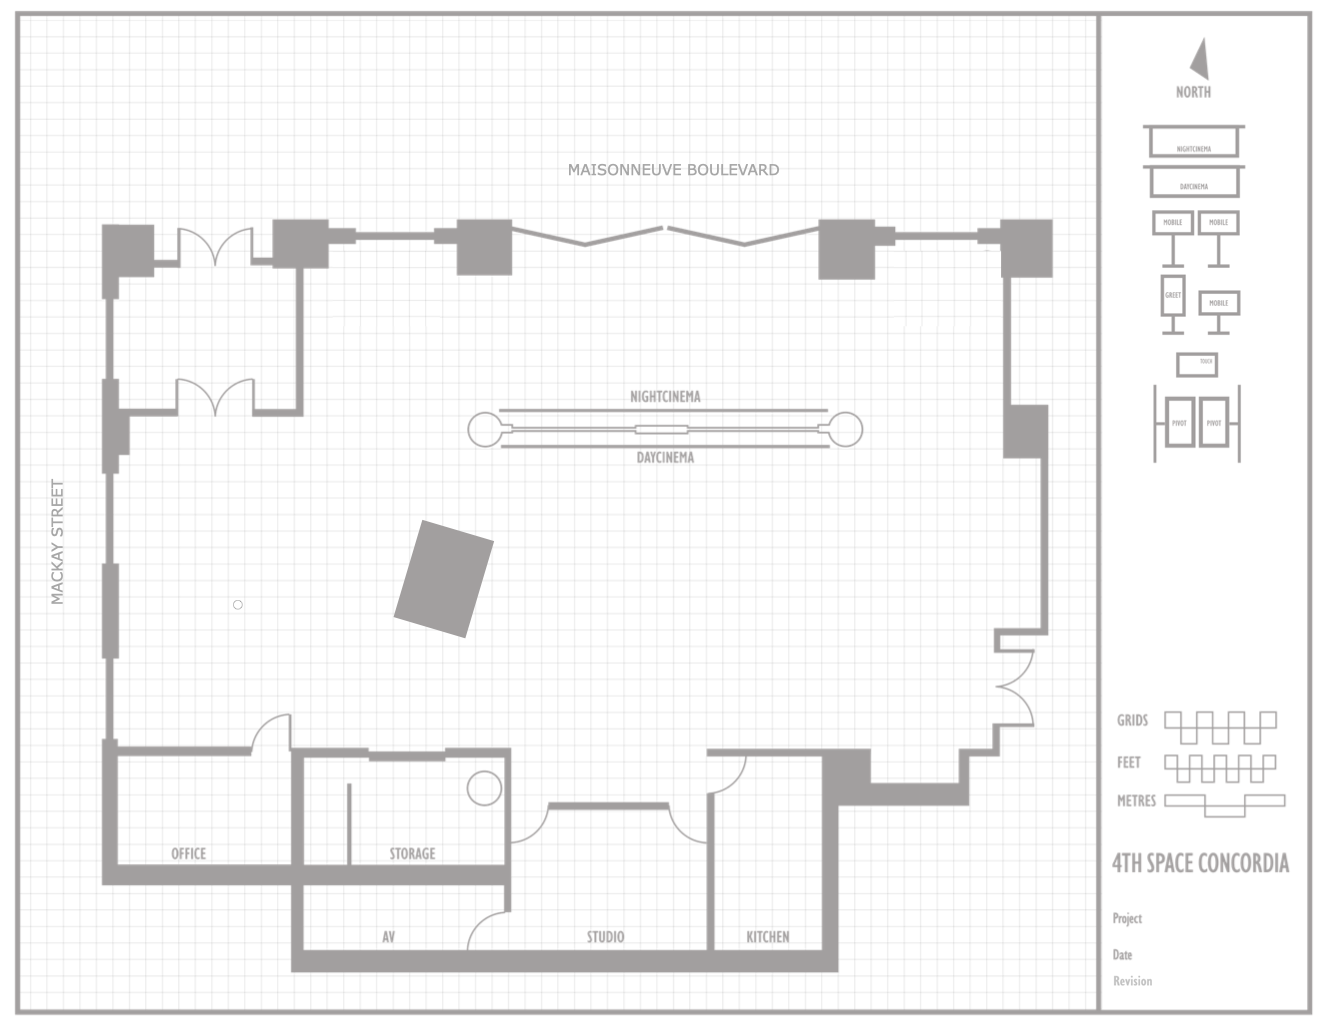 MAISONNEUVE BOULEVARD
MACKAY STREET
NIGHTCINEMA
DAYCINEMA
OFFICE
STORAGE
AV
STUDIO
KITCHEN
NORTH
NIGHTCINEMA
DAYCINEMA
MOBILE
MOBILE
GREET
MOBILE
TOUCH
PIVOT
PIVOT
GRIDS
FEET
METRES
4TH SPACE CONCORDIA
Project
Date
Revision